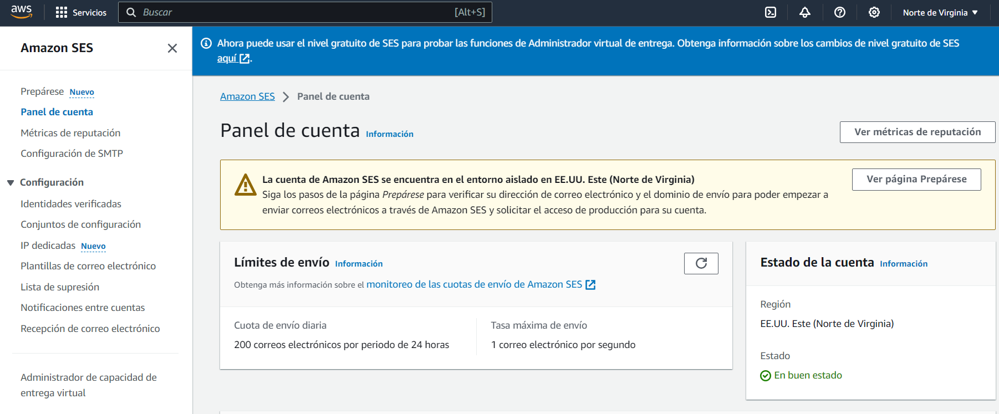 aws
Servicios
Buscar
[Alt+S]
Norte de Virginia
Amazon SES
Prepárese Nuevo
Panel de cuenta
Métricas de reputación
Configuración de SMTP
Configuración
Identidades verificadas
Conjuntos de configuración
IP dedicadas Nuevo
Plantillas de correo electrónico
Lista de supresión
Notificaciones entre cuentas
Recepción de correo electrónico
Administrador de capacidad de
entrega virtual
Ahora puede usar el nivel gratuito de SES para probar las funciones de Administrador virtual de entrega. Obtenga información sobre los cambios de nivel gratuito de SES
aquí.
Amazon SES
Panel de cuenta
Panel de cuenta Información
Ver métricas de reputación
La cuenta de Amazon SES se encuentra en el entorno aislado en EE.UU. Este (Norte de Virginia)
Siga los pasos de la página Prepárese para verificar su dirección de correo electrónico y el dominio de envío para poder empezar a
enviar correos electrónicos a través de Amazon SES y solicitar el acceso de producción para su cuenta.
Ver página Prepárese
Límites de envío Información
Obtenga más información sobre el monitoreo de las cuotas de envío de Amazon SES
Cuota de envío diaria
200 correos electrónicos por periodo de 24 horas
Tasa máxima de envío
1 correo electrónico por segundo
Estado de la cuenta Información
Región
EE.UU. Este (Norte de Virginia)
Estado
En buen estado